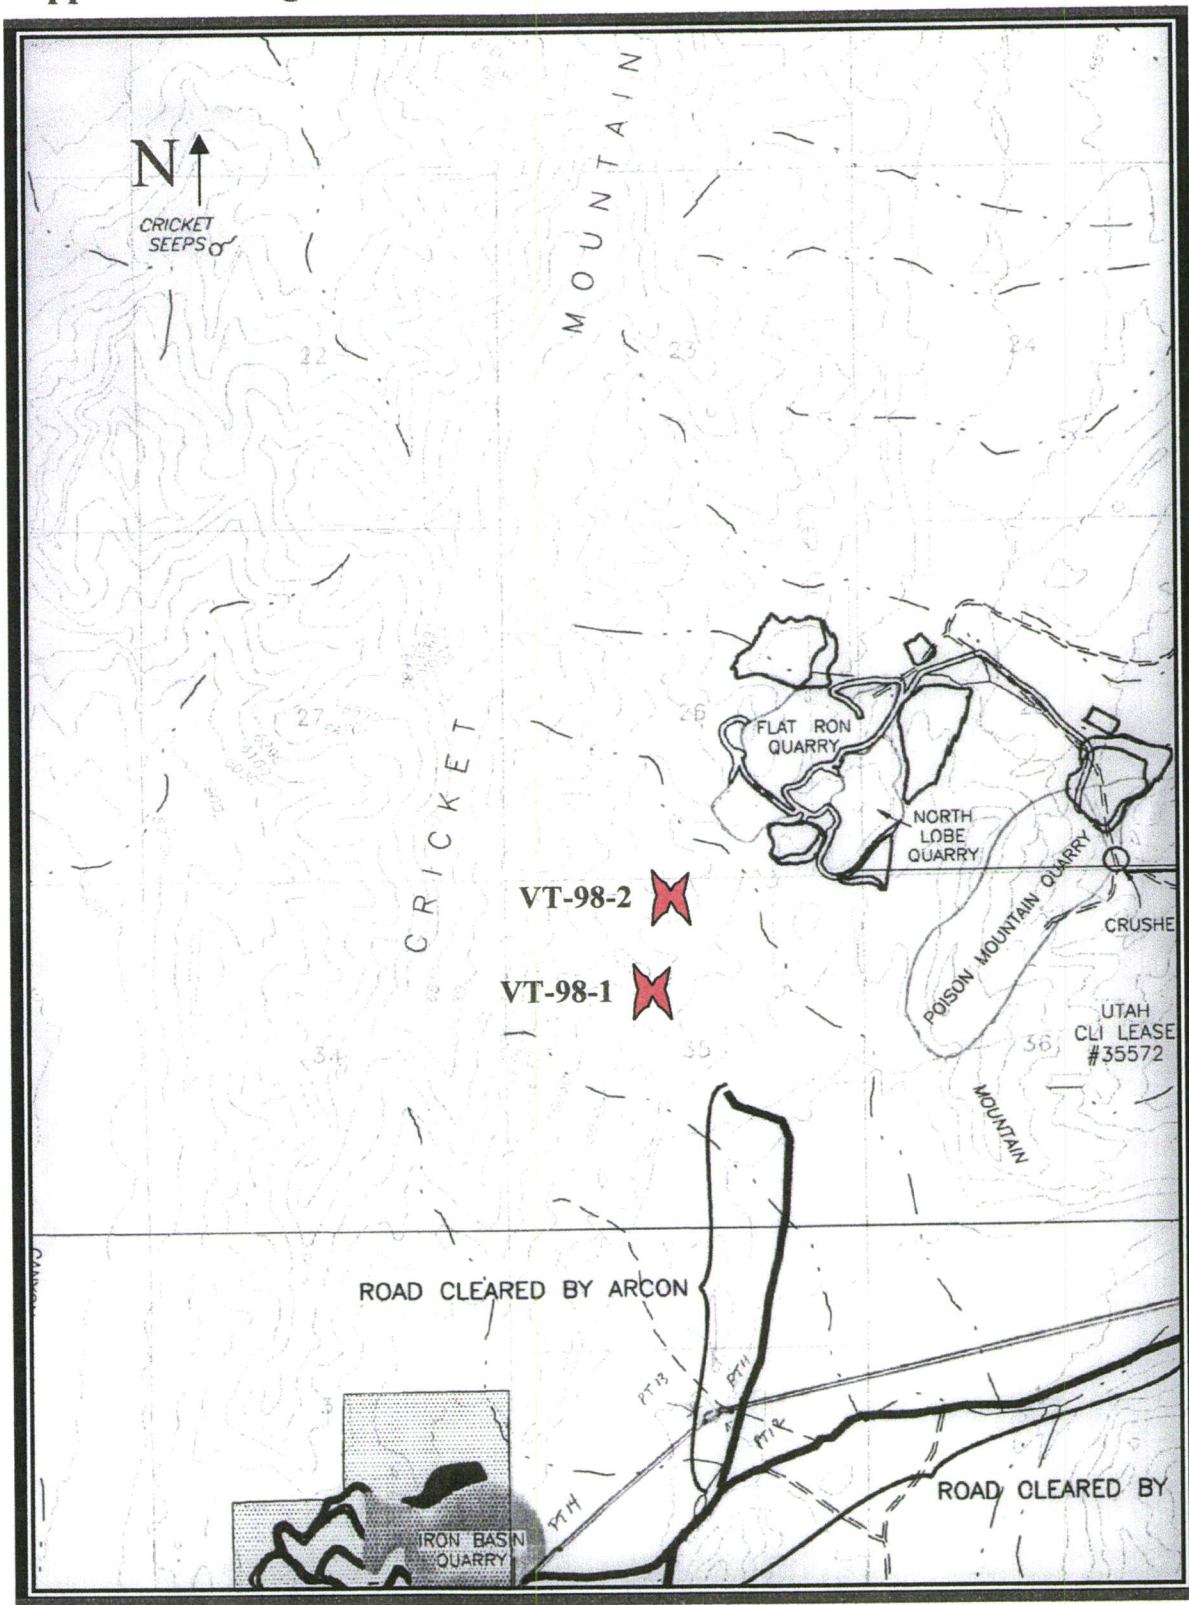 MOUNTAIN
N
CRICKET
SEEPS
22
23
24
27
26
FLAT RON
QUARRY
CRICKET
NORTH
LOBE
QUARRY
POISON MOUNTAIN QUARRY
VT-98-2
CRUSHE
VT-98-1
UTAH
CLI LEASE
#35572
34
35
36
MOUNTAIN
ROAD CLEARED BY ARCON
3
PT 13
PT 11
PT 12
PT 14
ROAD CLEARED BY
IRON BASIN
QUARRY